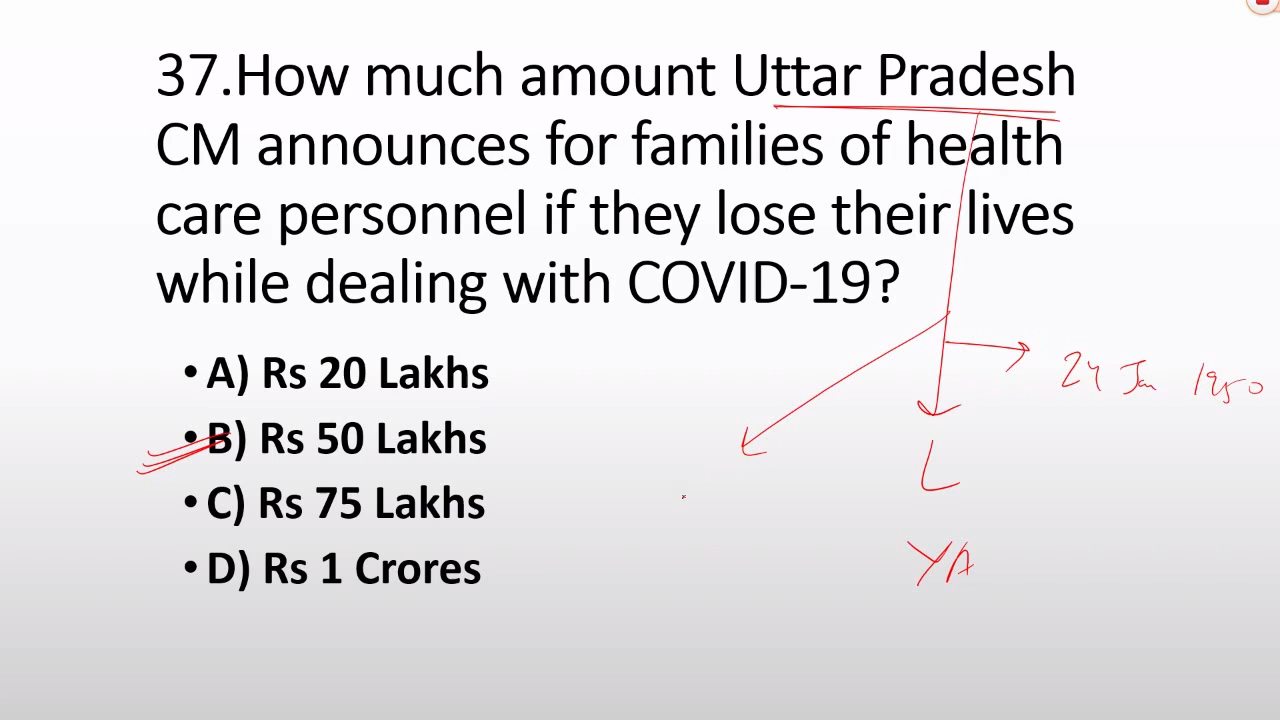 37.How much amount Uttar Pradesh
CM announces for families of health
care personnel if they lose their lives
while dealing with COVID-19?
• A) Rs 20 Lakhs
• B) Rs 50 Lakhs
• C) Rs 75 Lakhs
• D) Rs 1 Crores
24 Jan 1950
L
YA